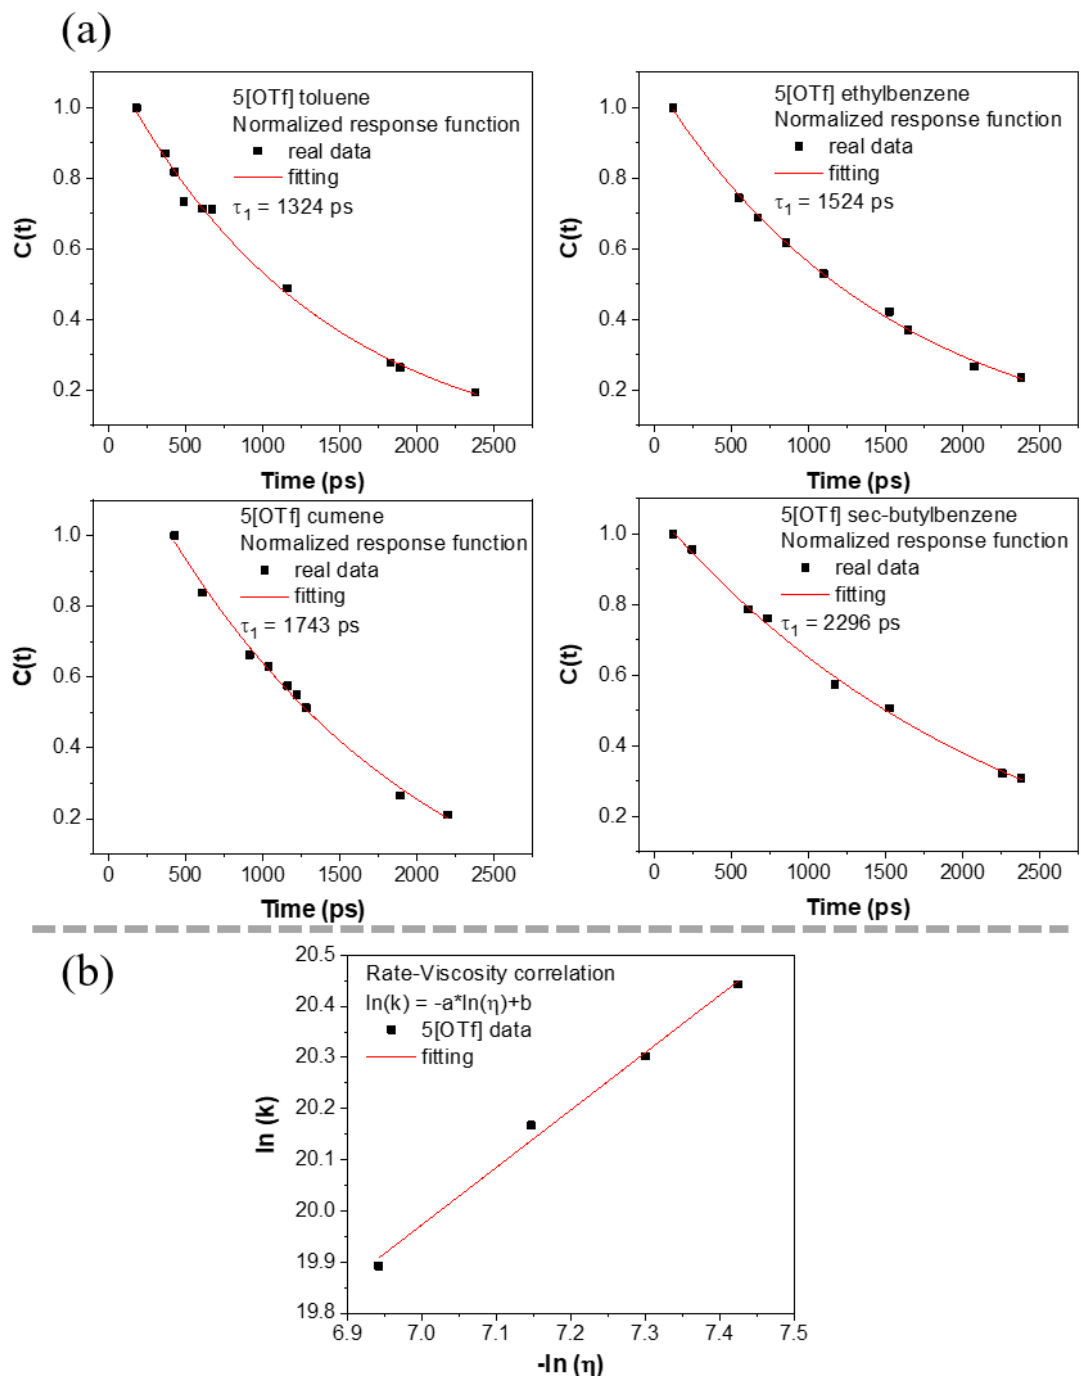 (a)
5[OTf] toluene
Normalized response function
real data
fitting
τ1 = 1324 ps
C(t)
1.0
0.8
0.6
0.4
0.2
0 500 1000 1500 2000 2500
Time (ps)
5[OTf] ethylbenzene
Normalized response function
real data
fitting
τ1 = 1524 ps
C(t)
1.0
0.8
0.6
0.4
0.2
0 500 1000 1500 2000 2500
Time (ps)
5[OTf] cumene
Normalized response function
real data
fitting
τ1 = 1743 ps
C(t)
1.0
0.8
0.6
0.4
0.2
0 500 1000 1500 2000 2500
Time (ps)
5[OTf] sec-butylbenzene
Normalized response function
real data
fitting
τ1 = 2296 ps
C(t)
1.0
0.8
0.6
0.4
0.2
0 500 1000 1500 2000 2500
Time (ps)
(b)
Rate-Viscosity correlation
ln(k) = -a*ln(η)+b
5[OTf] data
fitting
ln (k)
20.5
20.4
20.3
20.2
20.1
20.0
19.9
19.8
6.9 7.0 7.1 7.2 7.3 7.4 7.5
-ln (η)